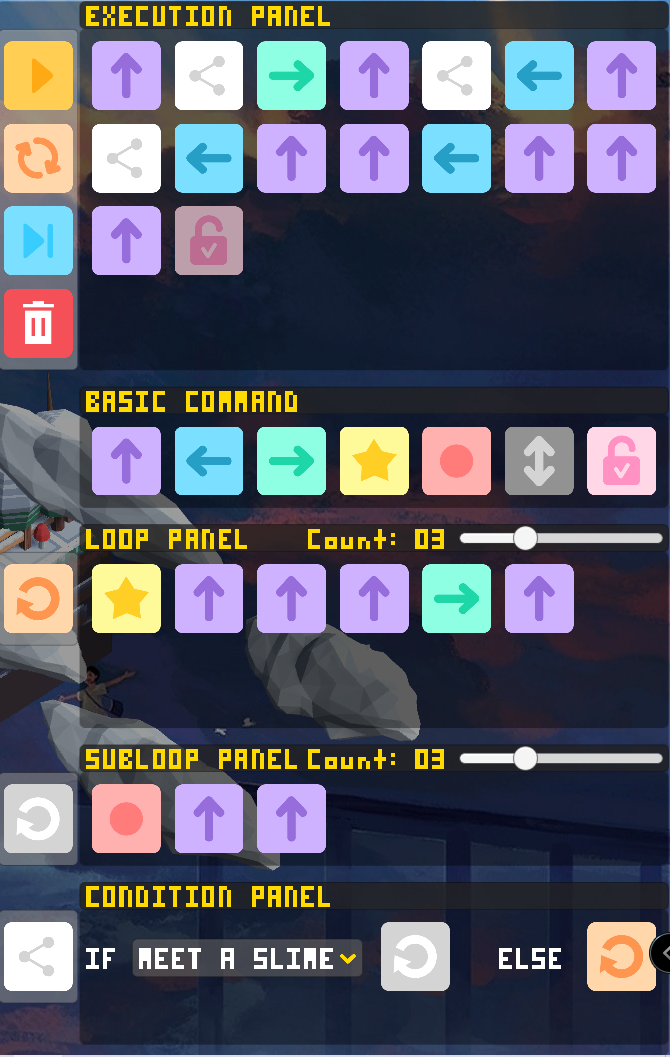 EXECUTION PANEL
BASIC COMMAND
LOOP PANEL Count: 03
SUBLOOP PANEL Count: 03
CONDITION PANEL
IF MEET A SLIME ELSE